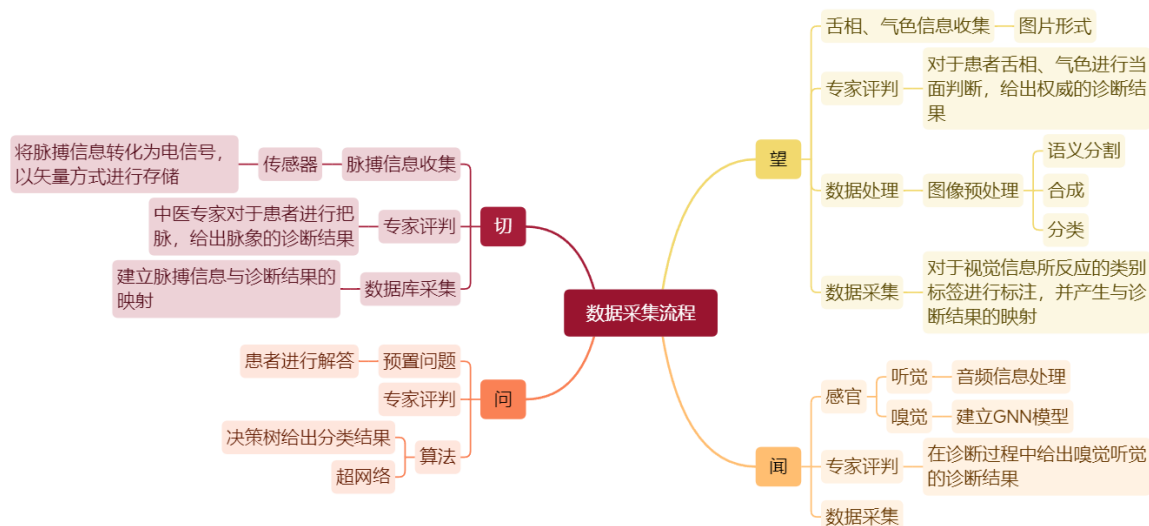 数据采集流程
望
舌相、气色信息收集
图片形式
专家评判
对于患者舌相、气色进行当
面判断，给出权威的诊断结
果
数据处理
图像预处理
语义分割
合成
分类
数据采集
对于视觉信息所反应的类别
标签进行标注，并产生与诊
断结果的映射
闻
感官
听觉
音频信息处理
嗅觉
建立GNN模型
专家评判
在诊断过程中给出嗅觉听觉
的诊断结果
数据采集
切
脉搏信息收集
传感器
将脉搏信息转化为电信号，
以矢量方式进行存储
专家评判
中医专家对于患者进行把
脉，给出脉象的诊断结果
数据库采集
建立脉搏信息与诊断结果的
映射
问
预置问题
患者进行解答
专家评判
算法
决策树给出分类结果
超网络